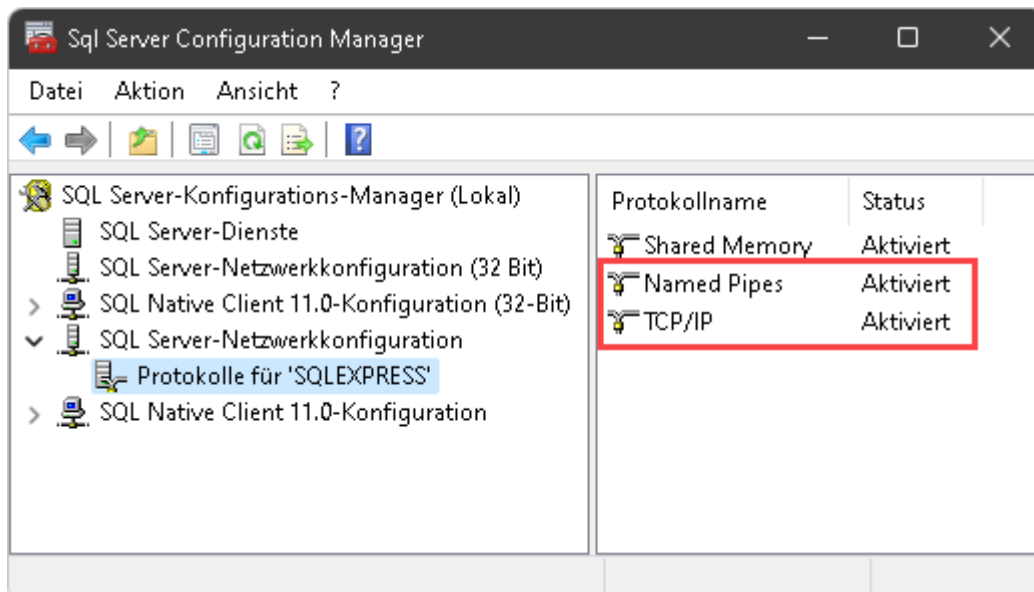 Sql Server Configuration Manager
Datei Aktion Ansicht ?
SQL Server-Konfigurations-Manager (Lokal)
SQL Server-Dienste
SQL Server-Netzwerkkonfiguration (32 Bit)
SQL Native Client 11.0-Konfiguration (32-Bit)
SQL Server-Netzwerkkonfiguration
Protokolle für 'SQLEXPRESS'
SQL Native Client 11.0-Konfiguration
Protokollname Status
Shared Memory Aktiviert
Named Pipes Aktiviert
TCP/IP Aktiviert